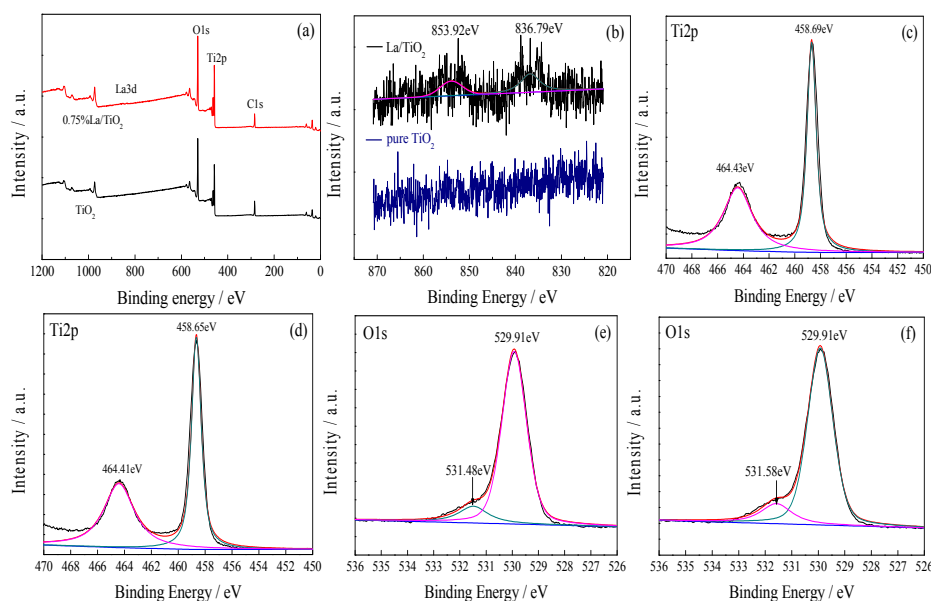 (a)
O1s
Ti2p
La3d
C1s
0.75%La/TiO2
TiO2
Intensity / a.u.
1200 1000 800 600 400 200 0
Binding energy / eV
(b)
853.92eV 836.79eV
La/TiO2
pure TiO2
Intensity / a.u.
870 860 850 840 830 820
Binding Energy / eV
Ti2p
(c)
458.69eV
464.43eV
Intensity / a.u.
470 468 466 464 462 460 458 456 454 452 450
Binding Energy / eV
Ti2p
(d)
458.65eV
464.41eV
Intensity / a.u.
470 468 466 464 462 460 458 456 454 452 450
Binding Energy / eV
O1s
(e)
529.91eV
531.48eV
Intensity / a.u.
536 535 534 533 532 531 530 529 528 527 526
Binding Energy / eV
O1s
(f)
529.91eV
531.58eV
Intensity / a.u.
536 535 534 533 532 531 530 529 528 527 526
Binding Energy / eV